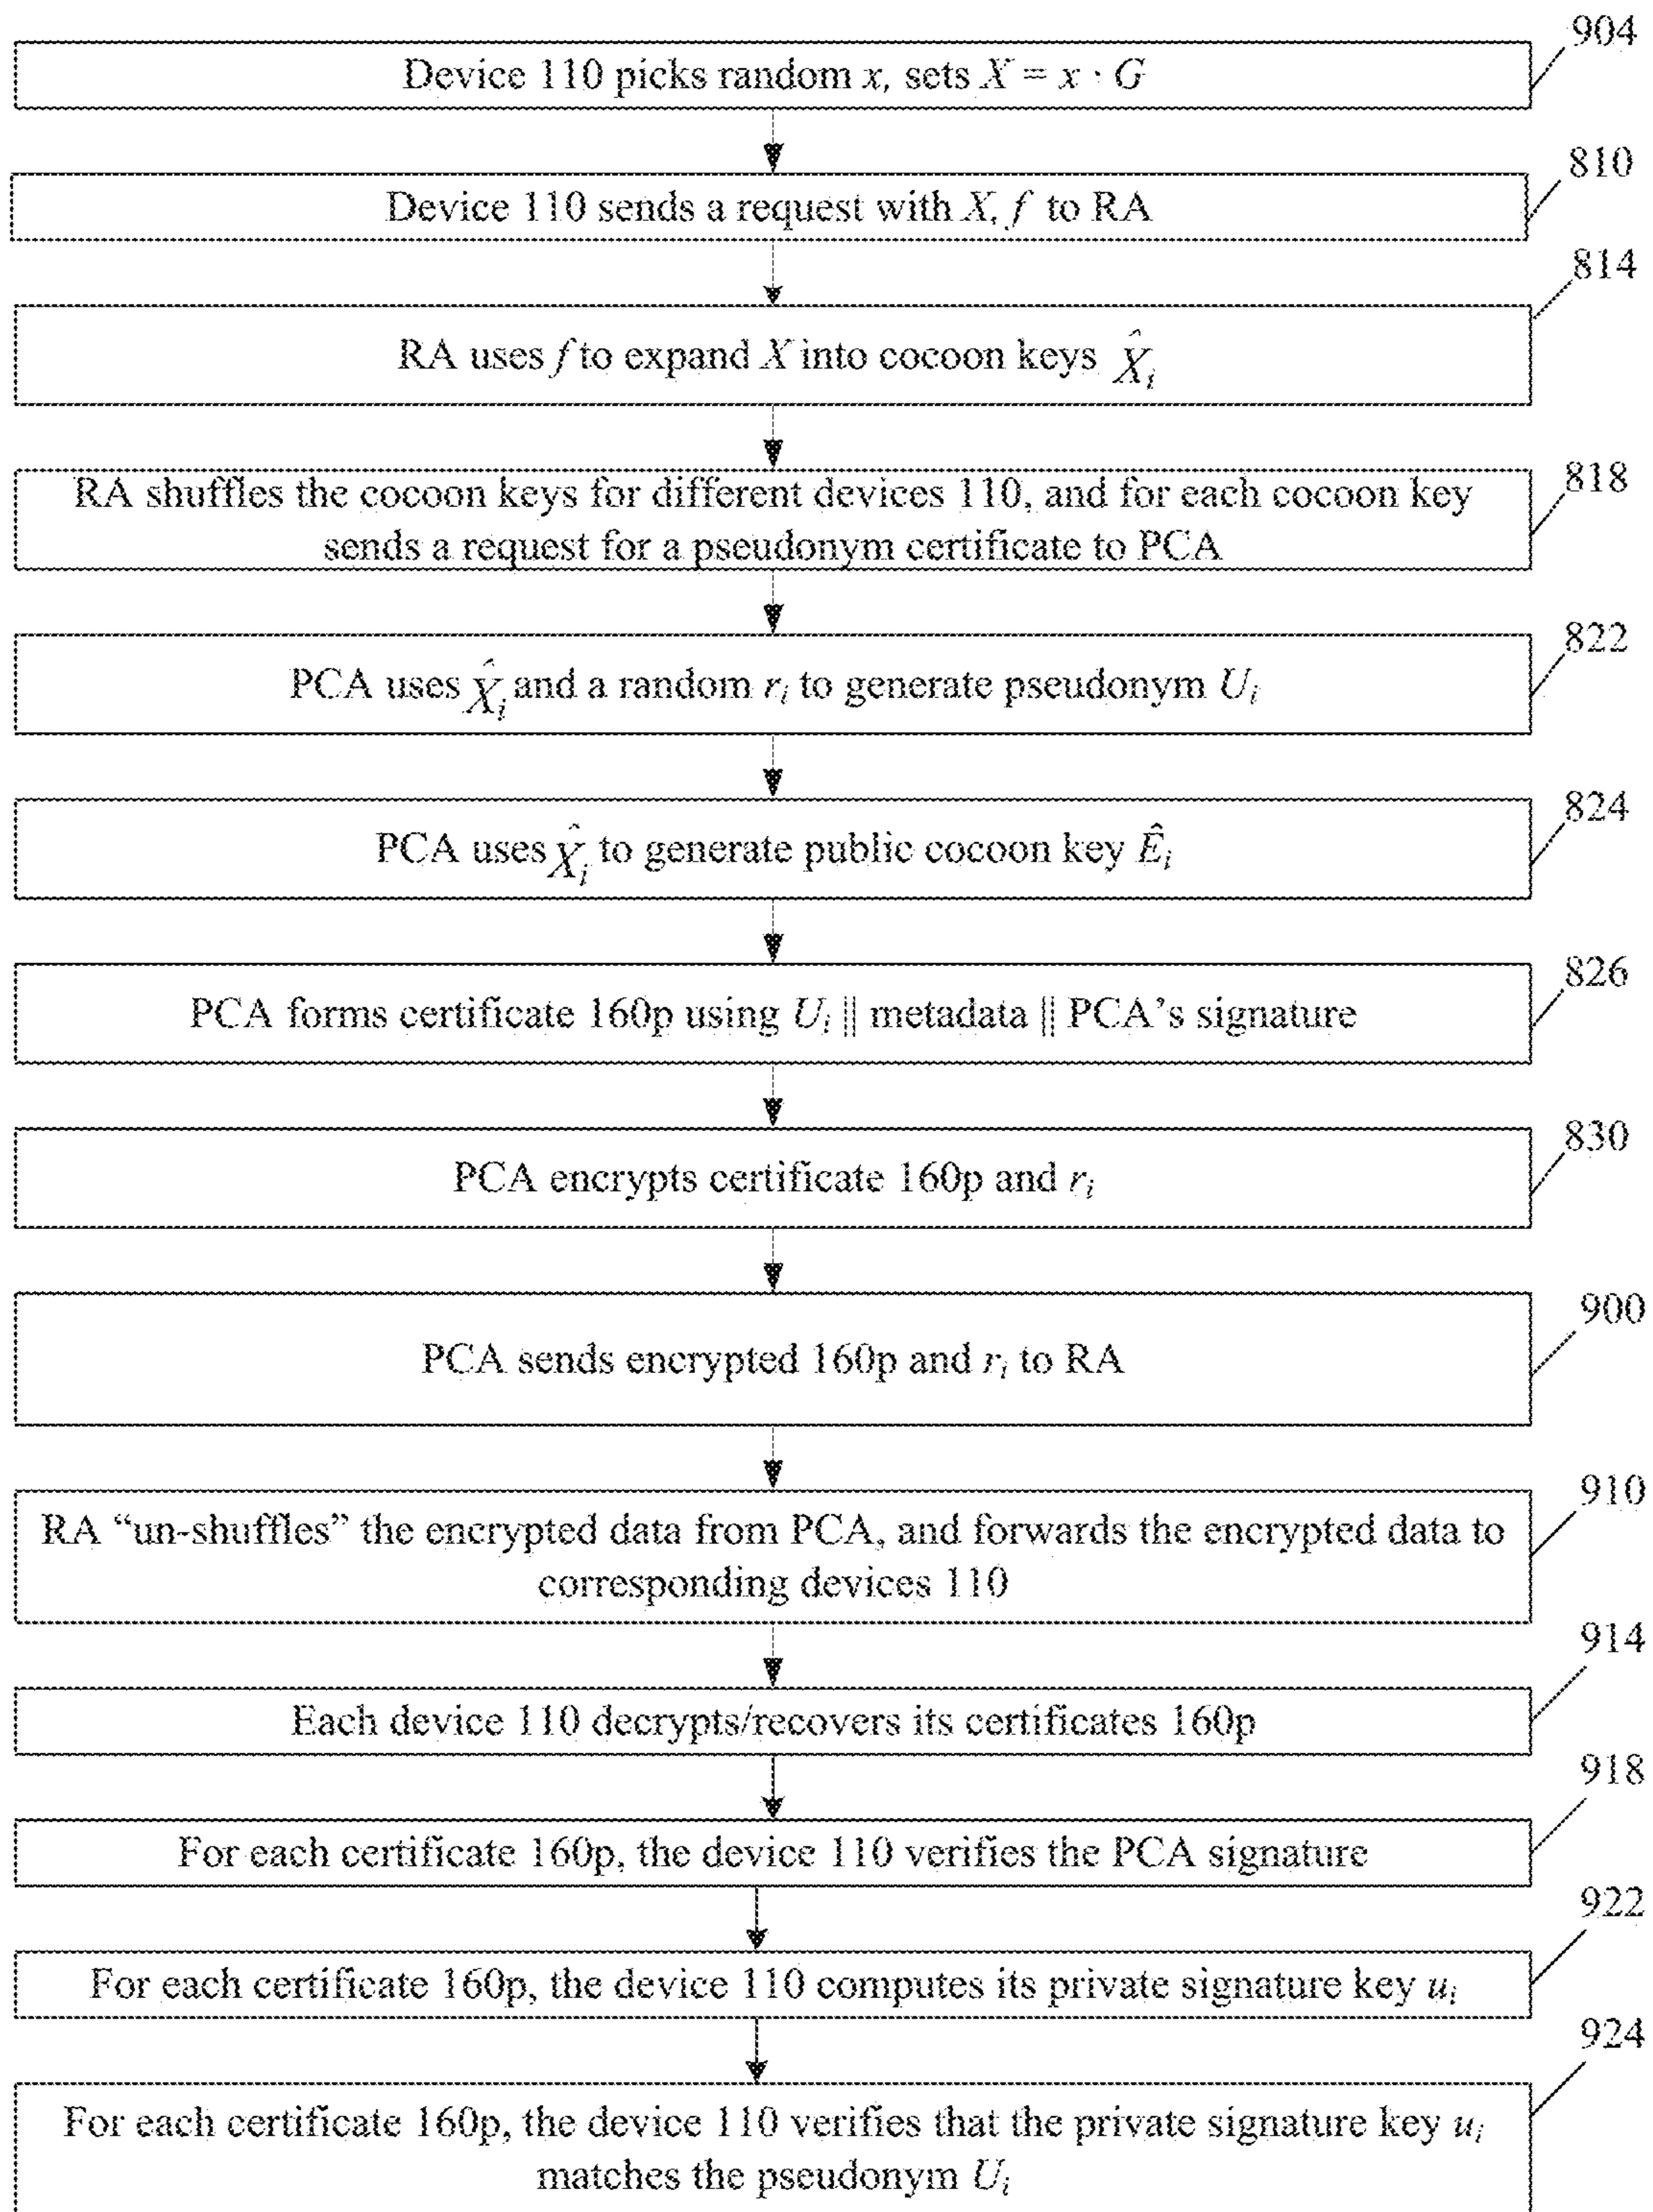 904
Device 110 picks random x, sets X = x · G
810
Device 110 sends a request with X, f to RA
814
RA uses f to expand X into cocoon keys X̂ᵢ
818
RA shuffles the cocoon keys for different devices 110, and for each cocoon key
sends a request for a pseudonym certificate to PCA
822
PCA uses X̂ᵢ and a random rᵢ to generate pseudonym Uᵢ
824
PCA uses X̂ᵢ to generate public cocoon key Êᵢ
826
PCA forms certificate 160p using Uᵢ || metadata || PCA's signature
830
PCA encrypts certificate 160p and rᵢ
900
PCA sends encrypted 160p and rᵢ to RA
910
RA “un-shuffles” the encrypted data from PCA, and forwards the encrypted data to
corresponding devices 110
914
Each device 110 decrypts/recovers its certificates 160p
918
For each certificate 160p, the device 110 verifies the PCA signature
922
For each certificate 160p, the device 110 computes its private signature key uᵢ
924
For each certificate 160p, the device 110 verifies that the private signature key uᵢ
matches the pseudonym Uᵢ